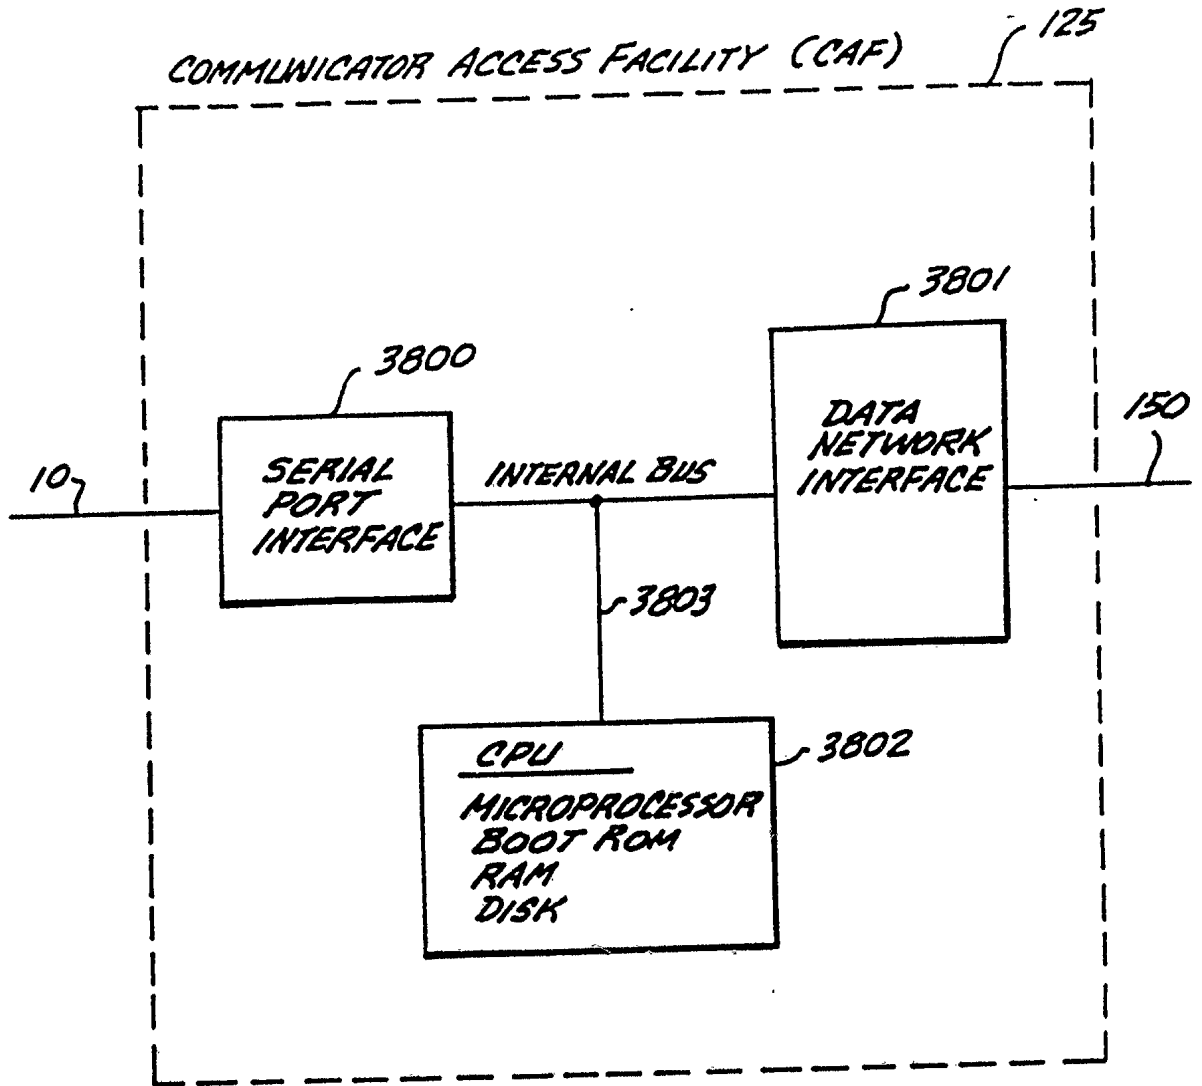 125
COMMUNICATOR ACCESS FACILITY (CAF)
3801
3800
DATA
NETWORK
INTERFACE
150
SERIAL
PORT
INTERFACE
INTERNAL BUS
10
3803
CPU
3802
MICROPROCESSOR
BOOT ROM
RAM
DISK